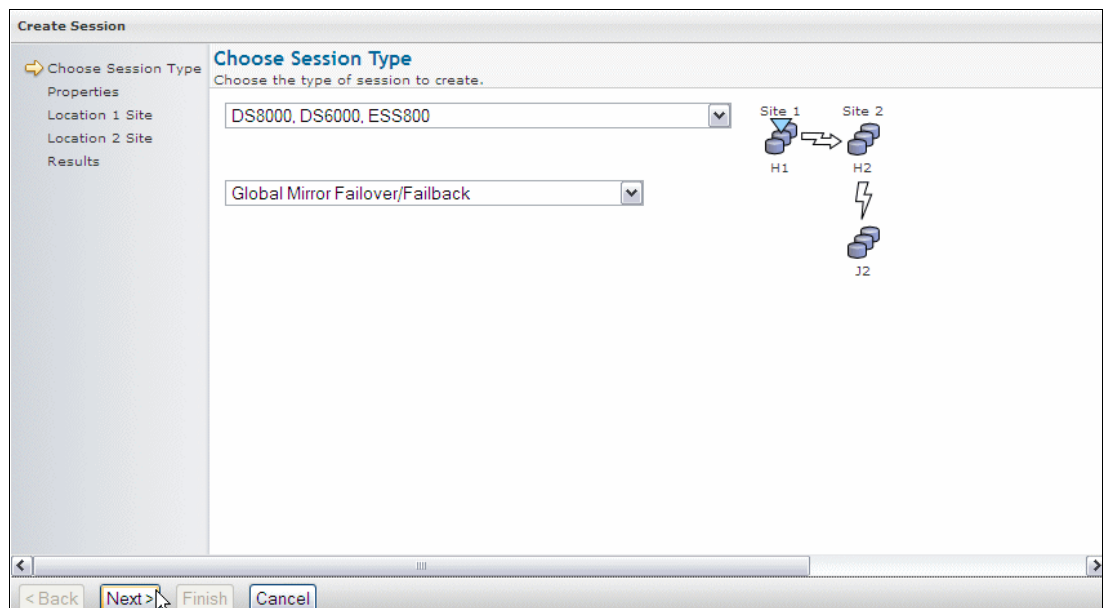 Create Session
Choose Session Type
Properties
Location 1 Site
Location 2 Site
Results
Choose Session Type
Choose the type of session to create.
DS8000, DS6000, ESS800
Global Mirror Failover/Failback
Site 1 Site 2
H1 H2
J2
< Back Next > Finish Cancel